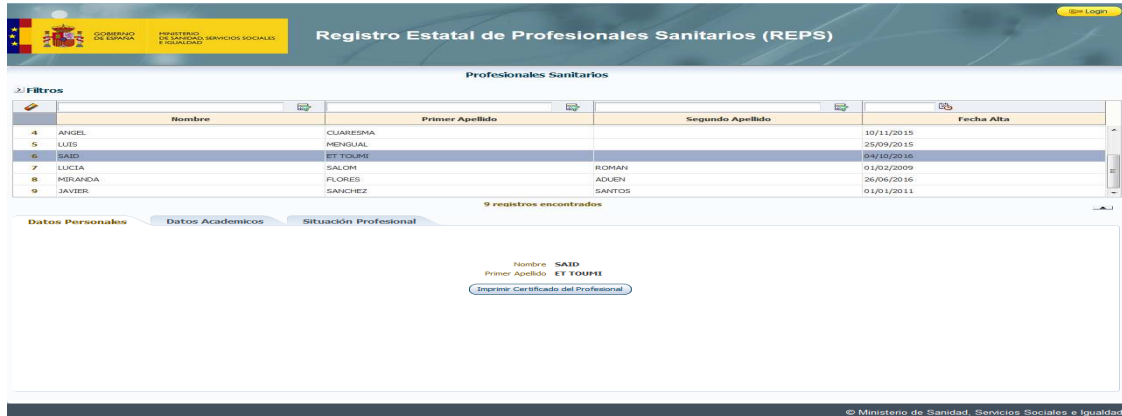 Login
GOBIERNO DE ESPAÑA
MINISTERIO DE SANIDAD, SERVICIOS SOCIALES E IGUALDAD
Registro Estatal de Profesionales Sanitarios (REPS)
Profesionales Sanitarios
Filtros
Nombre Primer Apellido Segundo Apellido Fecha Alta
4 ANGEL CUARESMA 10/11/2015
5 LUIS MENGUAL 25/09/2015
6 SAID ET TOUMI 04/10/2016
7 LUCIA SALOM ROMAN 01/02/2009
8 MIRANDA FLORES ADUEN 26/06/2016
9 JAVIER SANCHEZ SANTOS 01/01/2011
9 registros encontrados
Datos Personales Datos Academicos Situación Profesional
Nombre SAID
Primer Apellido ET TOUMI
Imprimir Certificado del Profesional
© Ministerio de Sanidad, Servicios Sociales e Igualdad